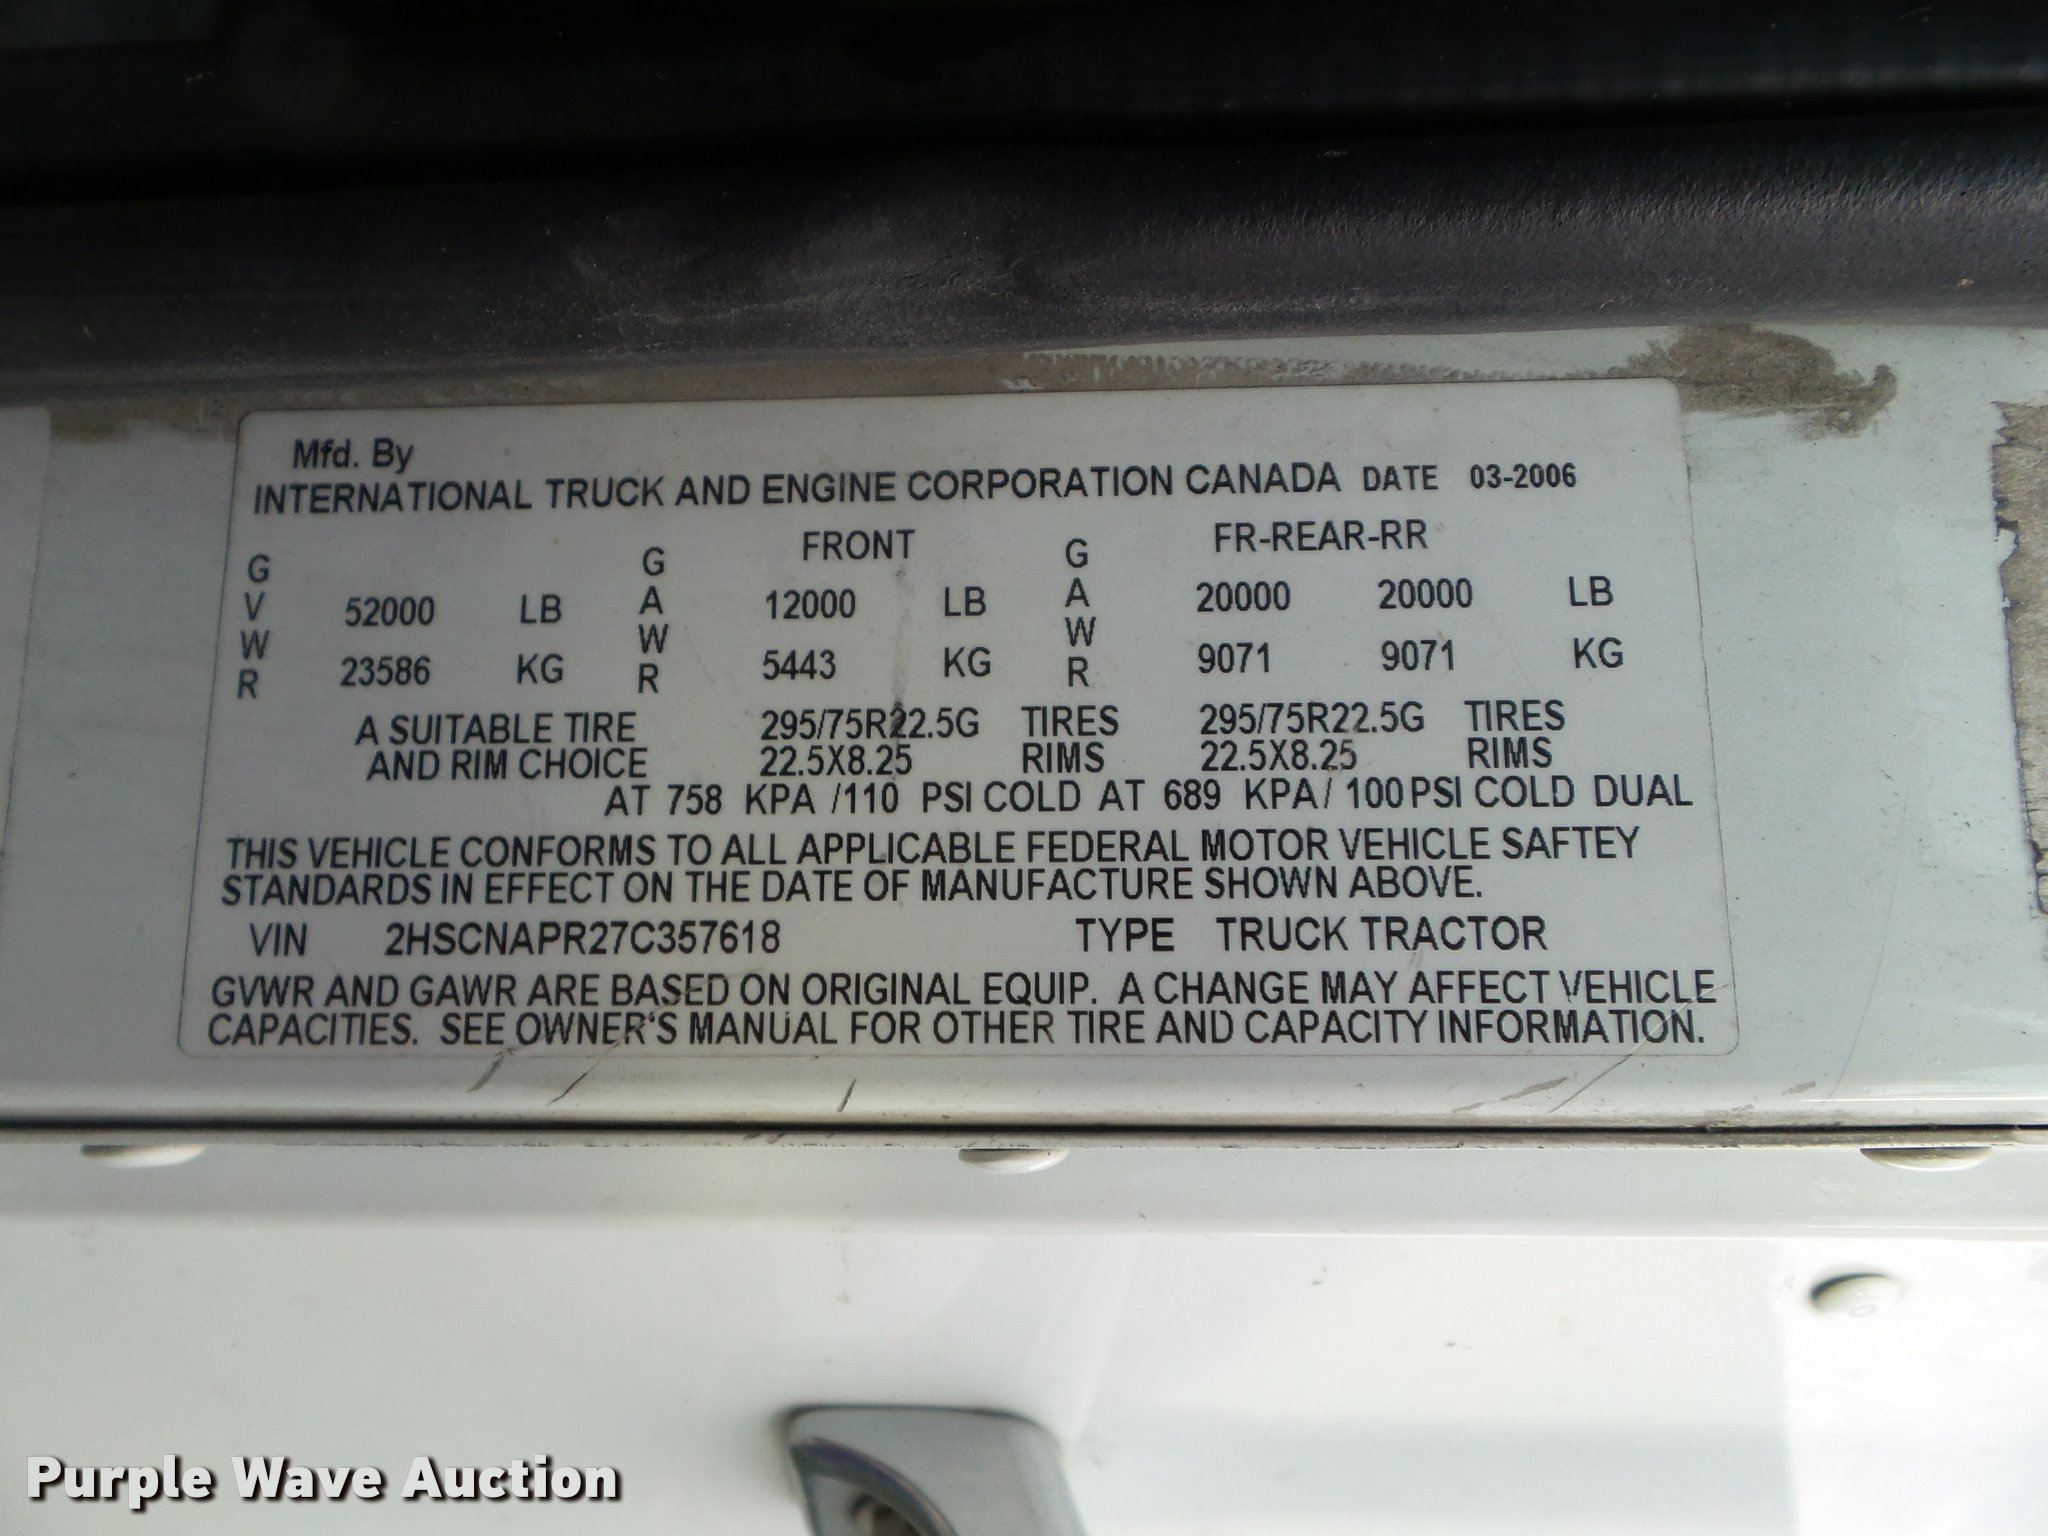 Mfd. By
INTERNATIONAL TRUCK AND ENGINE CORPORATION CANADA DATE 03-2006
GVWR 52000 LB GAWR FRONT 12000 LB GAWR FR-REAR-RR 20000 20000 LB
23586 KG 5443 KG 9071 9071 KG
A SUITABLE TIRE 295/75R22.5G TIRES 295/75R22.5G TIRES
AND RIM CHOICE 22.5X8.25 RIMS 22.5X8.25 RIMS
AT 758 KPA /110 PSI COLD AT 689 KPA/ 100 PSI COLD DUAL
THIS VEHICLE CONFORMS TO ALL APPLICABLE FEDERAL MOTOR VEHICLE SAFTEY
STANDARDS IN EFFECT ON THE DATE OF MANUFACTURE SHOWN ABOVE.
VIN 2HSCNAPR27C357618 TYPE TRUCK TRACTOR
GVWR AND GAWR ARE BASED ON ORIGINAL EQUIP. A CHANGE MAY AFFECT VEHICLE
CAPACITIES. SEE OWNER'S MANUAL FOR OTHER TIRE AND CAPACITY INFORMATION.
Purple Wave Auction